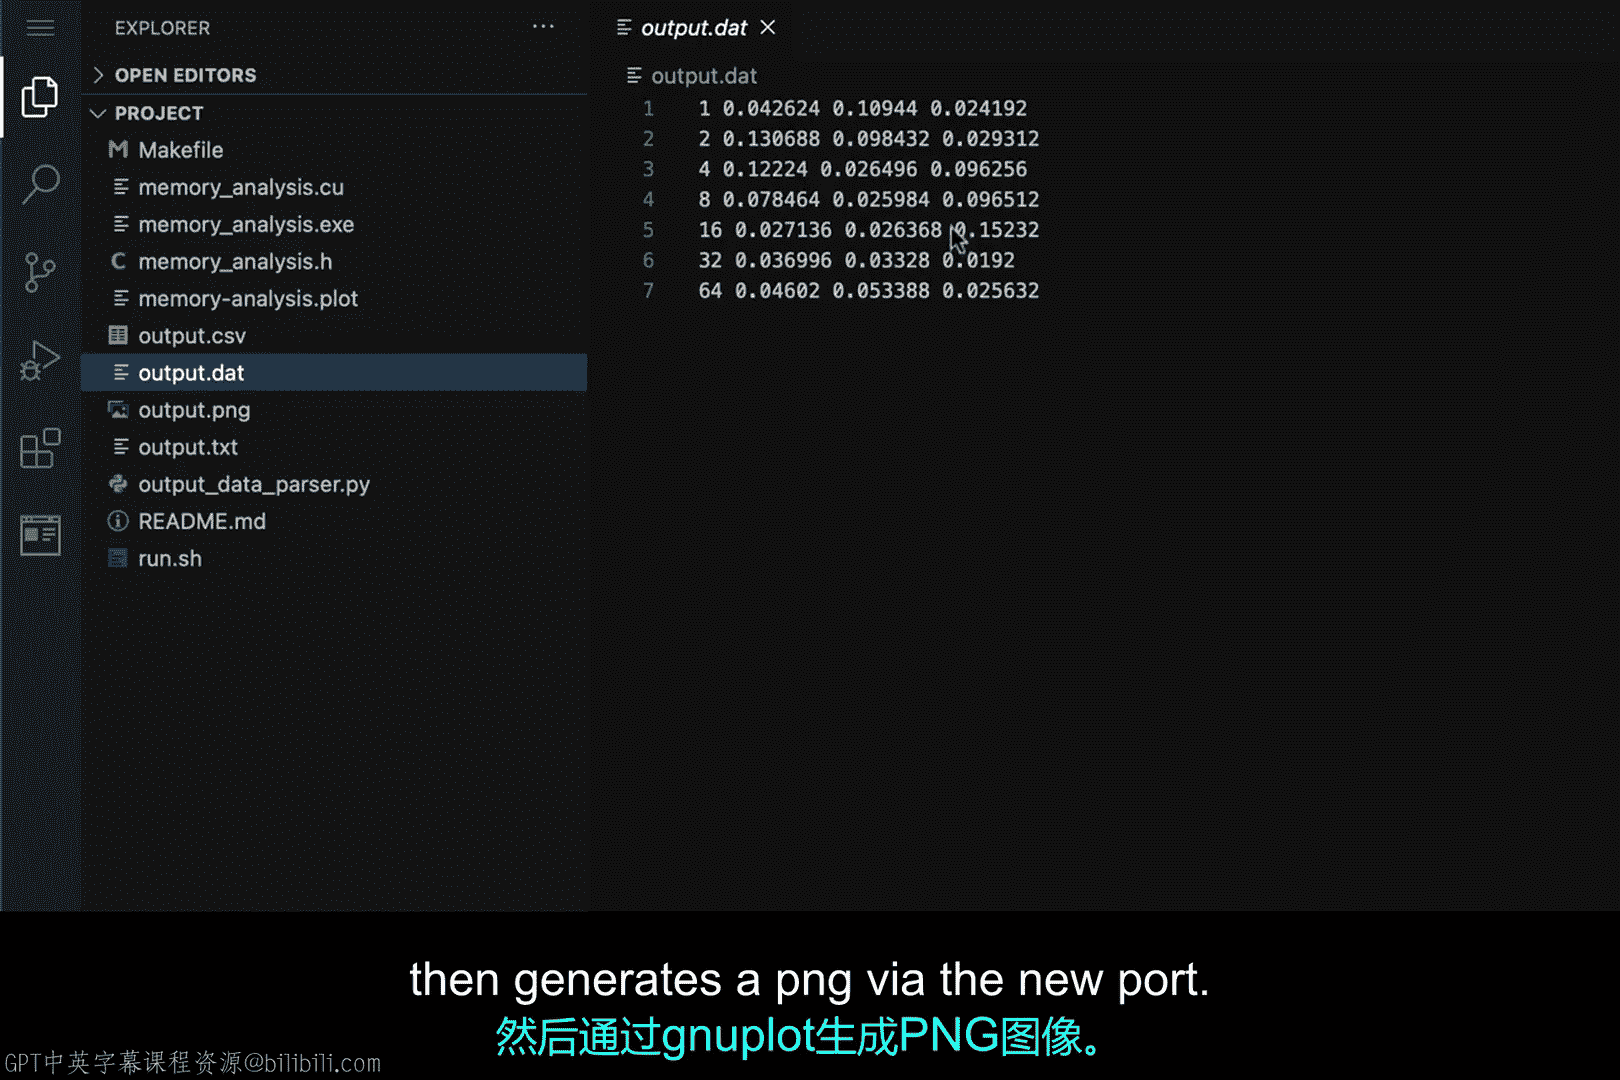 EXPLORER
OPEN EDITORS
PROJECT
Makefile
memory_analysis.cu
memory_analysis.exe
memory_analysis.h
memory-analysis.plot
output.csv
output.dat
output.png
output.txt
output_data_parser.py
README.md
run.sh
output.dat
output.dat
1 1 0.042624 0.10944 0.024192
2 2 0.130688 0.098432 0.029312
3 4 0.12224 0.026496 0.096256
4 8 0.078464 0.025984 0.096512
5 16 0.027136 0.026368 0.15232
6 32 0.036996 0.03328 0.0192
7 64 0.04602 0.053388 0.025632
then generates a png via the new port.
然后通过gnuplot生成PNG图像。
GPT中英字幕课程资源@bilibili.com